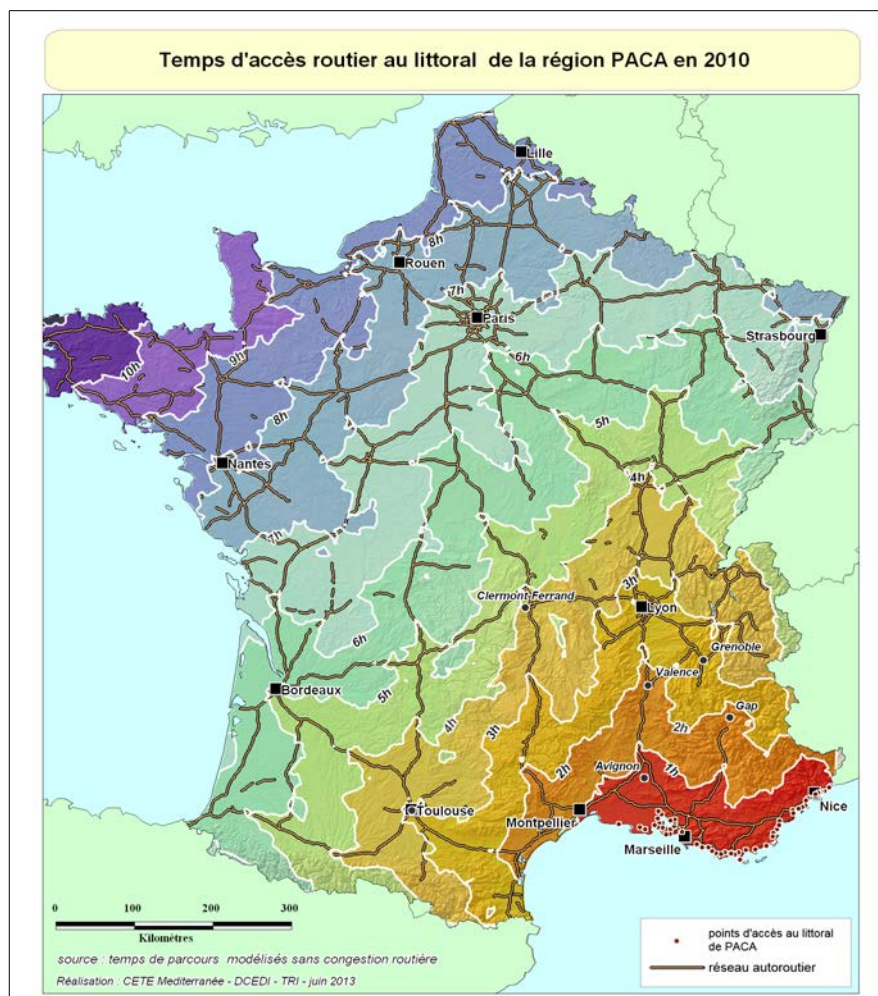 Temps d'accès routier au littoral de la région PACA en 2010
Lille
8h
Rouen
7h
Paris
Strasbourg
6h
9h
10h
8h
5h
Nantes
4h
7h
3h
Clermont-Ferrand
Lyon
6h
Grenoble
Valence
Bordeaux
5h
4h
3h
2h
Gap
2h
Avignon
1h
Toulouse
Montpellier
Nice
Marseille
0 100 200 300
Kilomètres
points d'accès au littoral
de PACA
réseau autoroutier
source : temps de parcours modélisés sans congestion routière
Réalisation : CETE Mediterranée - DCEDI - TRI - juin 2013